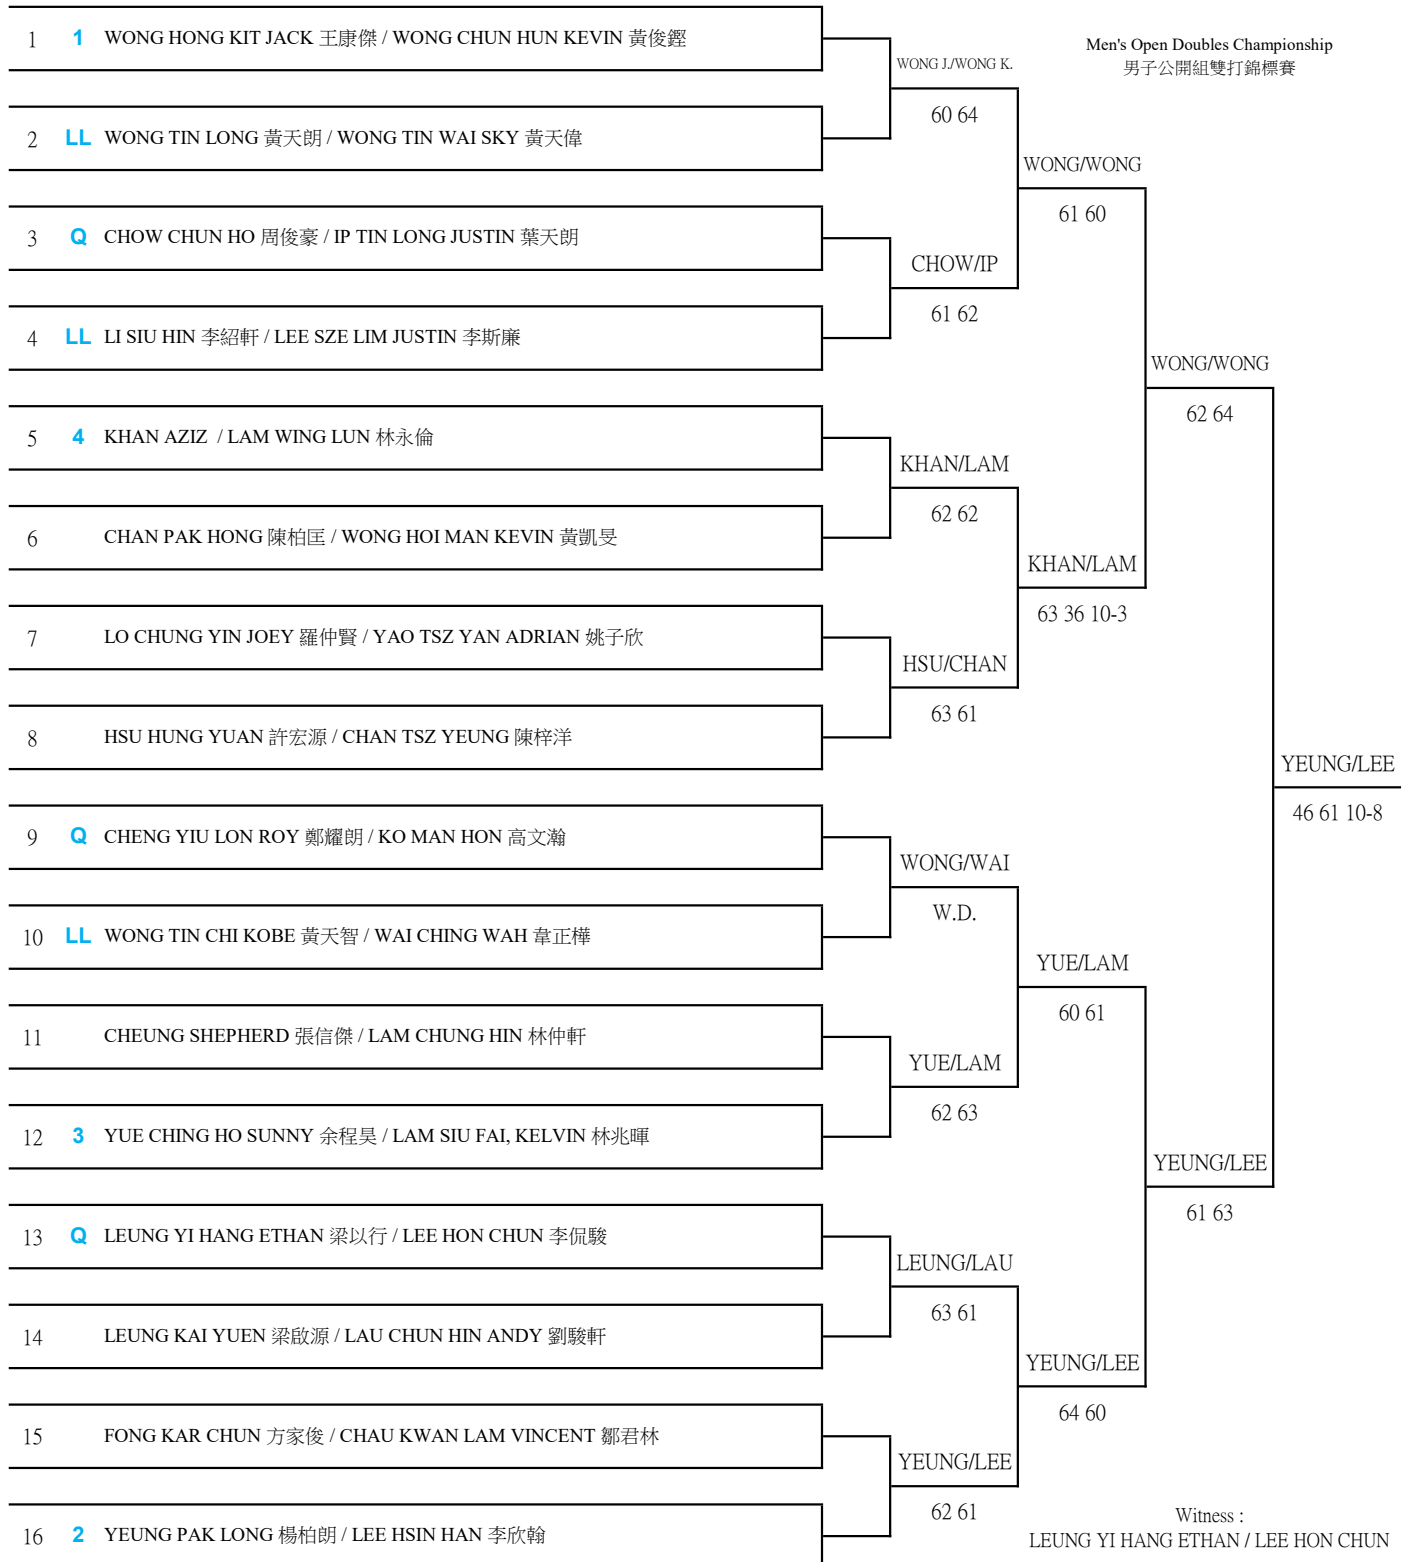 Men's Open Doubles Championship
男子公開組雙打錦標賽
1 1 WONG HONG KIT JACK 王康傑 / WONG CHUN HUN KEVIN 黃俊鏗
WONG J./WONG K.
60 64
2 LL WONG TIN LONG 黃天朗 / WONG TIN WAI SKY 黃天偉
WONG/WONG
61 60
3 Q CHOW CHUN HO 周俊豪 / IP TIN LONG JUSTIN 葉天朗
CHOW/IP
61 62
4 LL LI SIU HIN 李紹軒 / LEE SZE LIM JUSTIN 李斯廉
WONG/WONG
62 64
5 4 KHAN AZIZ / LAM WING LUN 林永倫
KHAN/LAM
62 62
6 CHAN PAK HONG 陳柏匡 / WONG HOI MAN KEVIN 黃凱旻
KHAN/LAM
63 36 10-3
7 LO CHUNG YIN JOEY 羅仲賢 / YAO TSZ YAN ADRIAN 姚子欣
HSU/CHAN
63 61
8 HSU HUNG YUAN 許宏源 / CHAN TSZ YEUNG 陳梓洋
YEUNG/LEE
46 61 10-8
9 Q CHENG YIU LON ROY 鄭耀朗 / KO MAN HON 高文瀚
WONG/WAI
W.D.
10 LL WONG TIN CHI KOBE 黃天智 / WAI CHING WAH 韋正樺
YUE/LAM
60 61
11 CHEUNG SHEPHERD 張信傑 / LAM CHUNG HIN 林仲軒
YUE/LAM
62 63
12 3 YUE CHING HO SUNNY 余程昊 / LAM SIU FAI, KELVIN 林兆暉
YEUNG/LEE
61 63
13 Q LEUNG YI HANG ETHAN 梁以行 / LEE HON CHUN 李侃駿
LEUNG/LAU
63 61
14 LEUNG KAI YUEN 梁啟源 / LAU CHUN HIN ANDY 劉駿軒
YEUNG/LEE
64 60
15 FONG KAR CHUN 方家俊 / CHAU KWAN LAM VINCENT 鄒君林
YEUNG/LEE
62 61
16 2 YEUNG PAK LONG 楊柏朗 / LEE HSIN HAN 李欣翰
Witness :
LEUNG YI HANG ETHAN / LEE HON CHUN